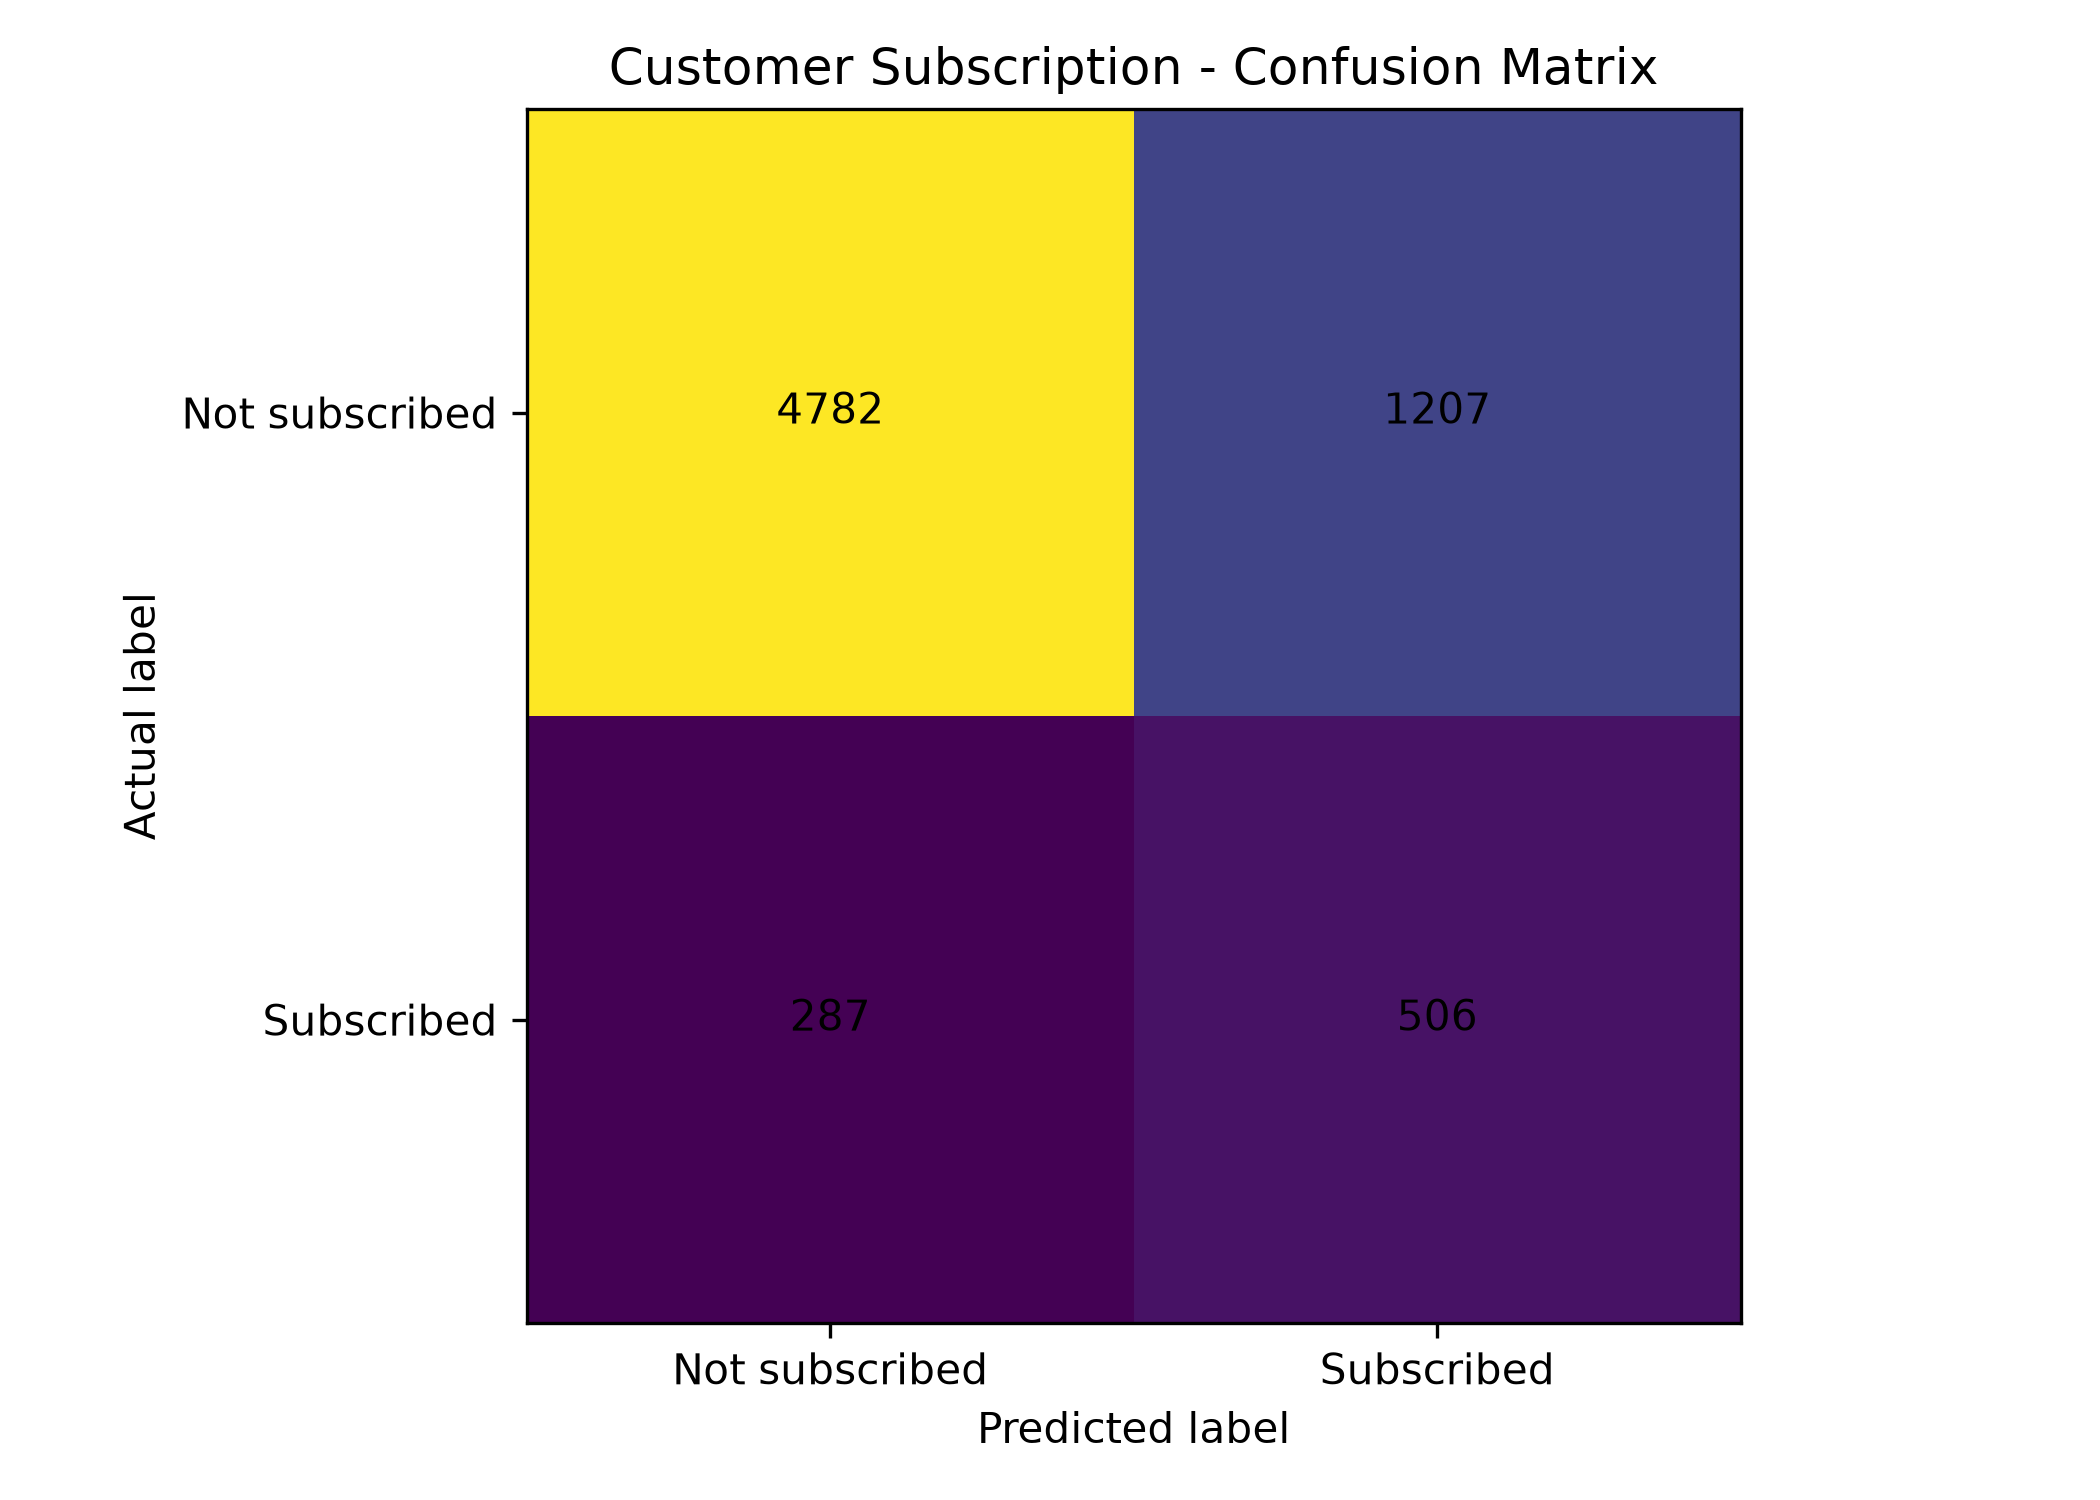 Customer Subscription - Confusion Matrix
Not subscribed
4782
1207
Actual label
Subscribed
287
506
Not subscribed
Subscribed
Predicted label